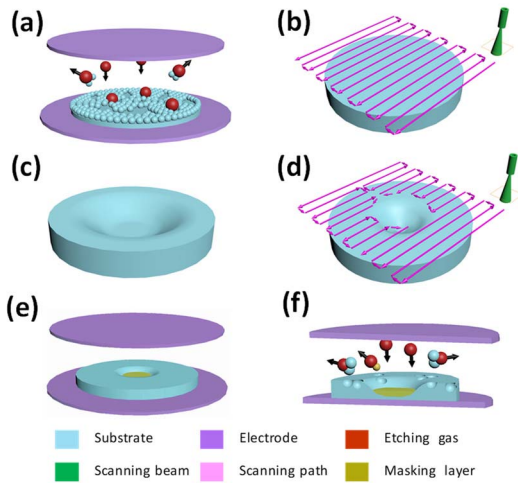 (a)
(b)
(c)
(d)
(e)
(f)
Substrate
Electrode
Etching gas
Scanning beam
Scanning path
Masking layer